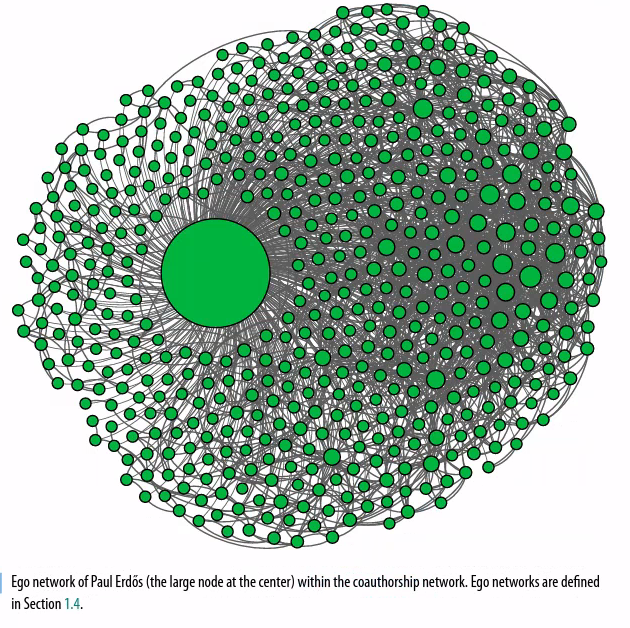 Ego network of Paul Erdős (the large node at the center) within the coauthorship network. Ego networks are defined
in Section 1.4.